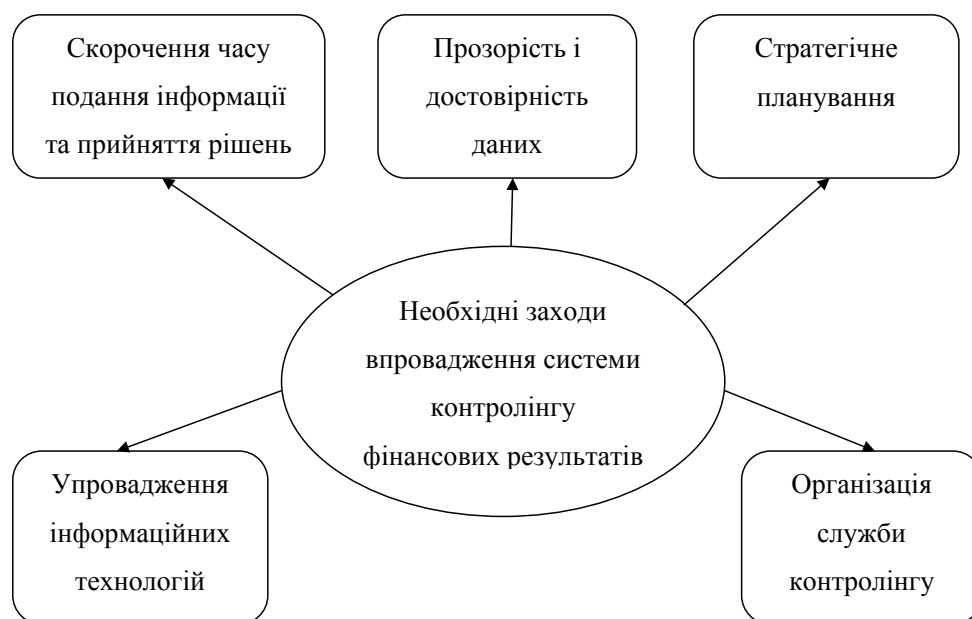 Скорочення часу
подання інформації
та прийняття рішень
Прозорість і
достовірність
даних
Стратегічне
планування
Необхідні заходи
впровадження системи
контролінгу
фінансових результатів
Упровадження
інформаційних
технологій
Організація
служби
контролінгу